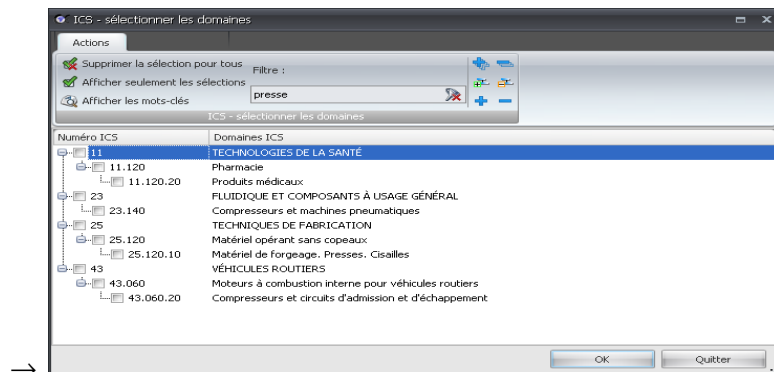 ICS - sélectionner les domaines
Actions
Supprimer la sélection pour tous
Afficher seulement les sélections
Afficher les mots-clés
Filtre :
presse
ICS - sélectionner les domaines
Numéro ICS Domaines ICS
11 TECHNOLOGIES DE LA SANTÉ
11.120 Pharmacie
11.120.20 Produits médicaux
23 FLUIDIQUE ET COMPOSANTS À USAGE GÉNÉRAL
23.140 Compresseurs et machines pneumatiques
25 TECHNIQUES DE FABRICATION
25.120 Matériel opérant sans copeaux
25.120.10 Matériel de forgeage. Presses. Cisailles
43 VÉHICULES ROUTIERS
43.060 Moteurs à combustion interne pour véhicules routiers
43.060.20 Compresseurs et circuits d'admission et d'échappement
OK Quitter
→ .